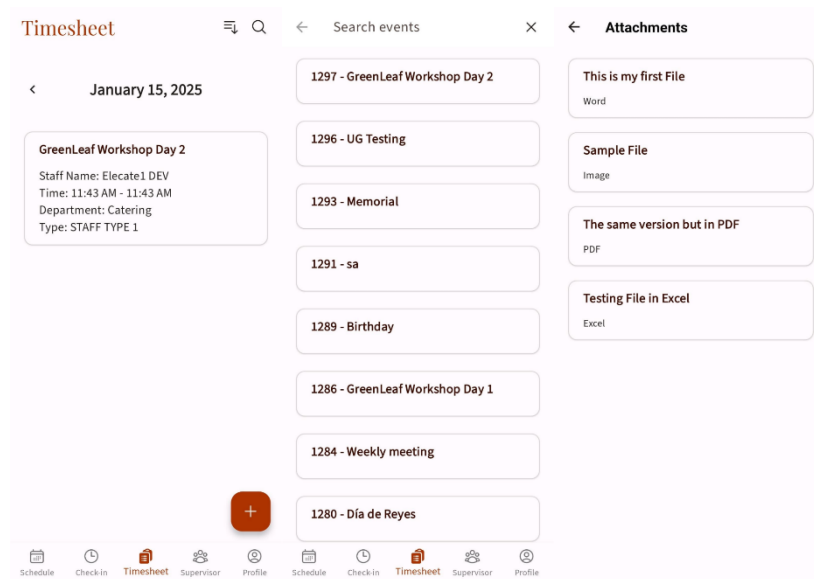 Timesheet
January 15, 2025
GreenLeaf Workshop Day 2
Staff Name: Elecate1 DEV
Time: 11:43 AM - 11:43 AM
Department: Catering
Type: STAFF TYPE 1
Schedule
Check-in
Timesheet
Supervisor
Profile
Search events
1297 - GreenLeaf Workshop Day 2
1296 - UG Testing
1293 - Memorial
1291 - sa
1289 - Birthday
1286 - GreenLeaf Workshop Day 1
1284 - Weekly meeting
1280 - Día de Reyes
Schedule
Check-in
Timesheet
Supervisor
Profile
Attachments
This is my first File
Word
Sample File
Image
The same version but in PDF
PDF
Testing File in Excel
Excel